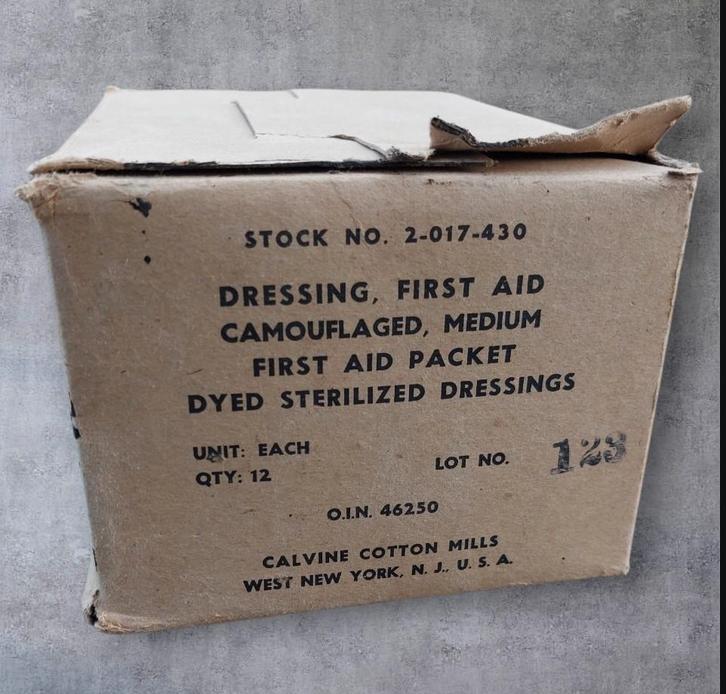 STOCK NO. 2-017-430
DRESSING, FIRST AID
CAMOUFLAGED, MEDIUM
FIRST AID PACKET
DYED STERILIZED DRESSINGS
UNIT: EACH
QTY: 12
LOT NO. 123
O.I.N. 46250
CALVINE COTTON MILLS
WEST NEW YORK, N. J., U. S. A.